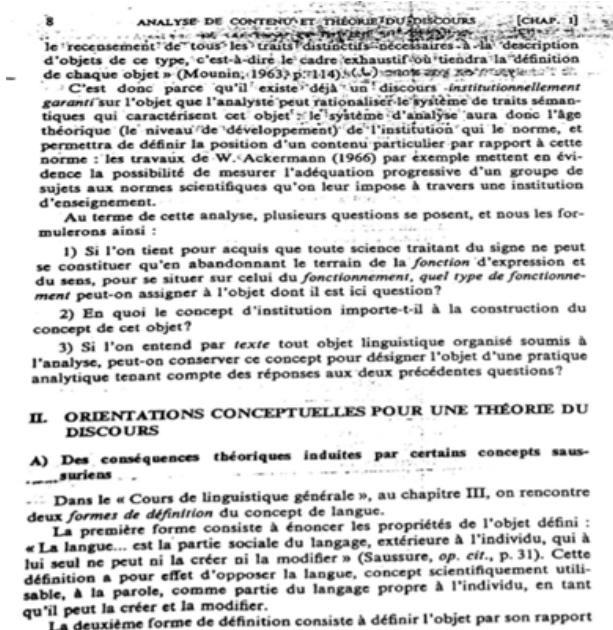 8 ANALYSE DE CONTENU ET THÉORIE DU DISCOURS [CHAP. I]
le recensement de tous les traits distinctifs nécessaires à la description
d'objets de ce type, c'est-à-dire le cadre exhaustif où tiendra la définition
de chaque objet » (Mounin, 1963, p. 114).
C'est donc parce qu'il existe déjà un discours institutionnellement
garanti sur l'objet que l'analyste peut rationaliser le système de traits séman-
tiques qui caractérisent cet objet : le système d'analyse aura donc l'âge
théorique (le niveau de développement) de l'institution qui le norme, et
permettra de définir la position d'un contenu particulier par rapport à cette
norme : les travaux de W. Ackermann (1966) par exemple mettent en évi-
dence la possibilité de mesurer l'adéquation progressive d'un groupe de
sujets aux normes scientifiques qu'on leur impose à travers une institution
d'enseignement.
Au terme de cette analyse, plusieurs questions se posent, et nous les for-
mulerons ainsi :
1) Si l'on tient pour acquis que toute science traitant du signe ne peut
se constituer qu'en abandonnant le terrain de la fonction d'expression et
du sens, pour se situer sur celui du fonctionnement, quel type de fonctionne-
ment peut-on assigner à l'objet dont il est ici question?
2) En quoi le concept d'institution importe-t-il à la construction du
concept de cet objet?
3) Si l'on entend par texte tout objet linguistique organisé soumis à
l'analyse, peut-on conserver ce concept pour désigner l'objet d'une pratique
analytique tenant compte des réponses aux deux précédentes questions?
II. ORIENTATIONS CONCEPTUELLES POUR UNE THÉORIE DU
DISCOURS
A) Des conséquences théoriques induites par certains concepts saus-
suriens
Dans le « Cours de linguistique générale », au chapitre III, on rencontre
deux formes de définition du concept de langue.
La première forme consiste à énoncer les propriétés de l'objet défini :
« La langue... est la partie sociale du langage, extérieure à l'individu, qui à
lui seul ne peut ni la créer ni la modifier » (Saussure, op. cit., p. 31). Cette
définition a pour effet d'opposer la langue, concept scientifiquement utili-
sable, à la parole, comme partie du langage propre à l'individu, en tant
qu'il peut la créer et la modifier.
La deuxième forme de définition consiste à définir l'objet par son rapport